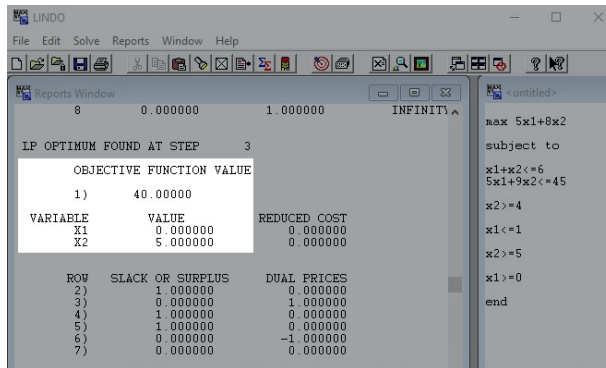 LINDO
File Edit Solve Reports Window Help
Reports Window
8 0.000000 1.000000 INFINITY
LP OPTIMUM FOUND AT STEP 3
OBJECTIVE FUNCTION VALUE
1) 40.00000
VARIABLE VALUE REDUCED COST
X1 0.000000 0.000000
X2 5.000000 0.000000
ROW SLACK OR SURPLUS DUAL PRICES
2) 1.000000 0.000000
3) 0.000000 1.000000
4) 1.000000 0.000000
5) 1.000000 0.000000
6) 0.000000 -1.000000
7) 0.000000 0.000000
<untitled>
max 5x1+8x2
subject to
x1+x2<=6
5x1+9x2<=45
x2>=4
x1<=1
x2>=5
x1>=0
end